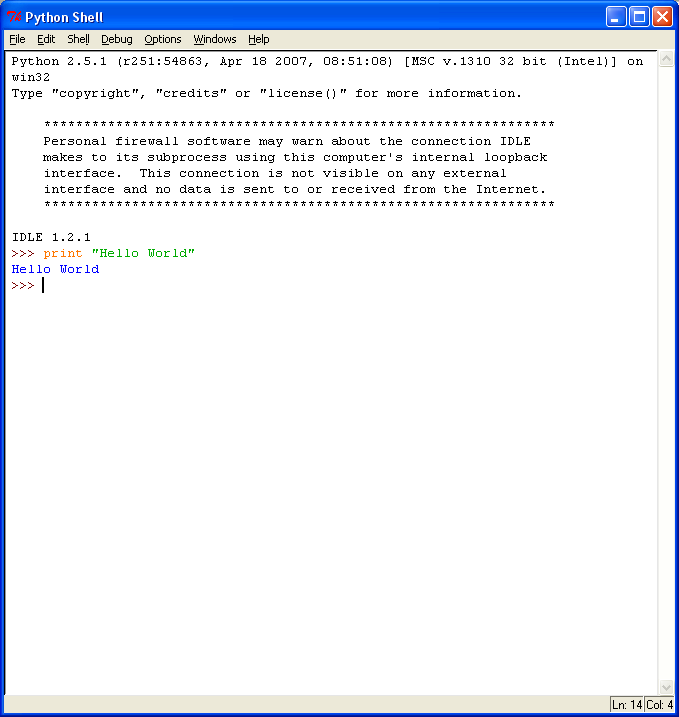 Python Shell
File Edit Shell Debug Options Windows Help
Python 2.5.1 (r251:54863, Apr 18 2007, 08:51:08) [MSC v.1310 32 bit (Intel)] on
win32
Type "copyright", "credits" or "license()" for more information.
****************************************************************
Personal firewall software may warn about the connection IDLE
makes to its subprocess using this computer's internal loopback
interface.  This connection is not visible on any external
interface and no data is sent to or received from the Internet.
****************************************************************
IDLE 1.2.1
>>> print "Hello World"
Hello World
>>>
Ln: 14 Col: 4